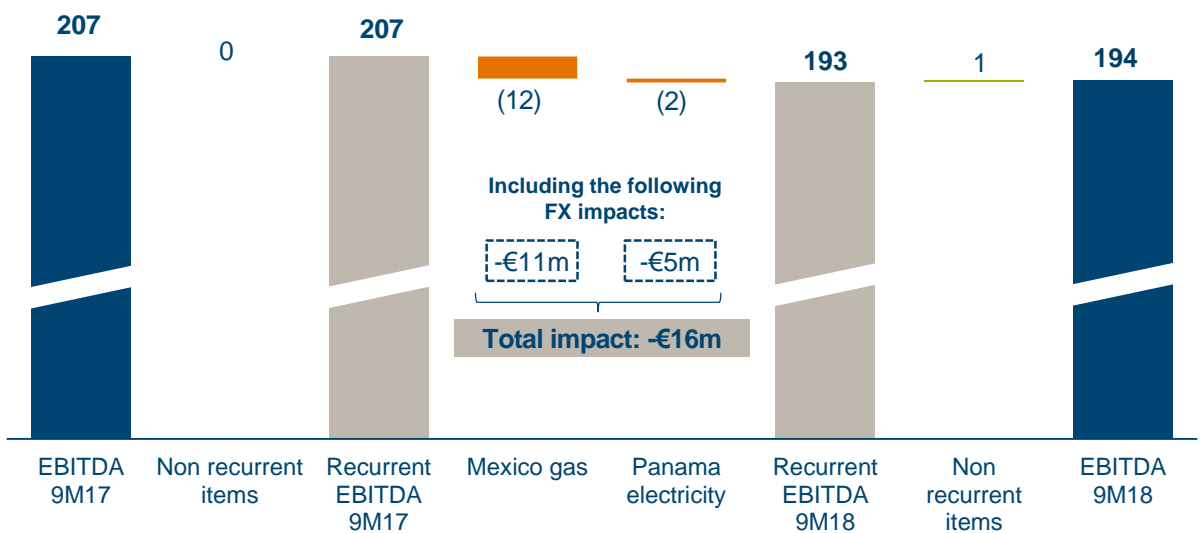 207
0
207
(12)
(2)
193
1
194
Including the following
FX impacts:
-€11m
-€5m
Total impact: -€16m
EBITDA
9M17
Non recurrent
items
Recurrent
EBITDA
9M17
Mexico gas
Panama
electricity
Recurrent
EBITDA
9M18
Non
recurrent
items
EBITDA
9M18